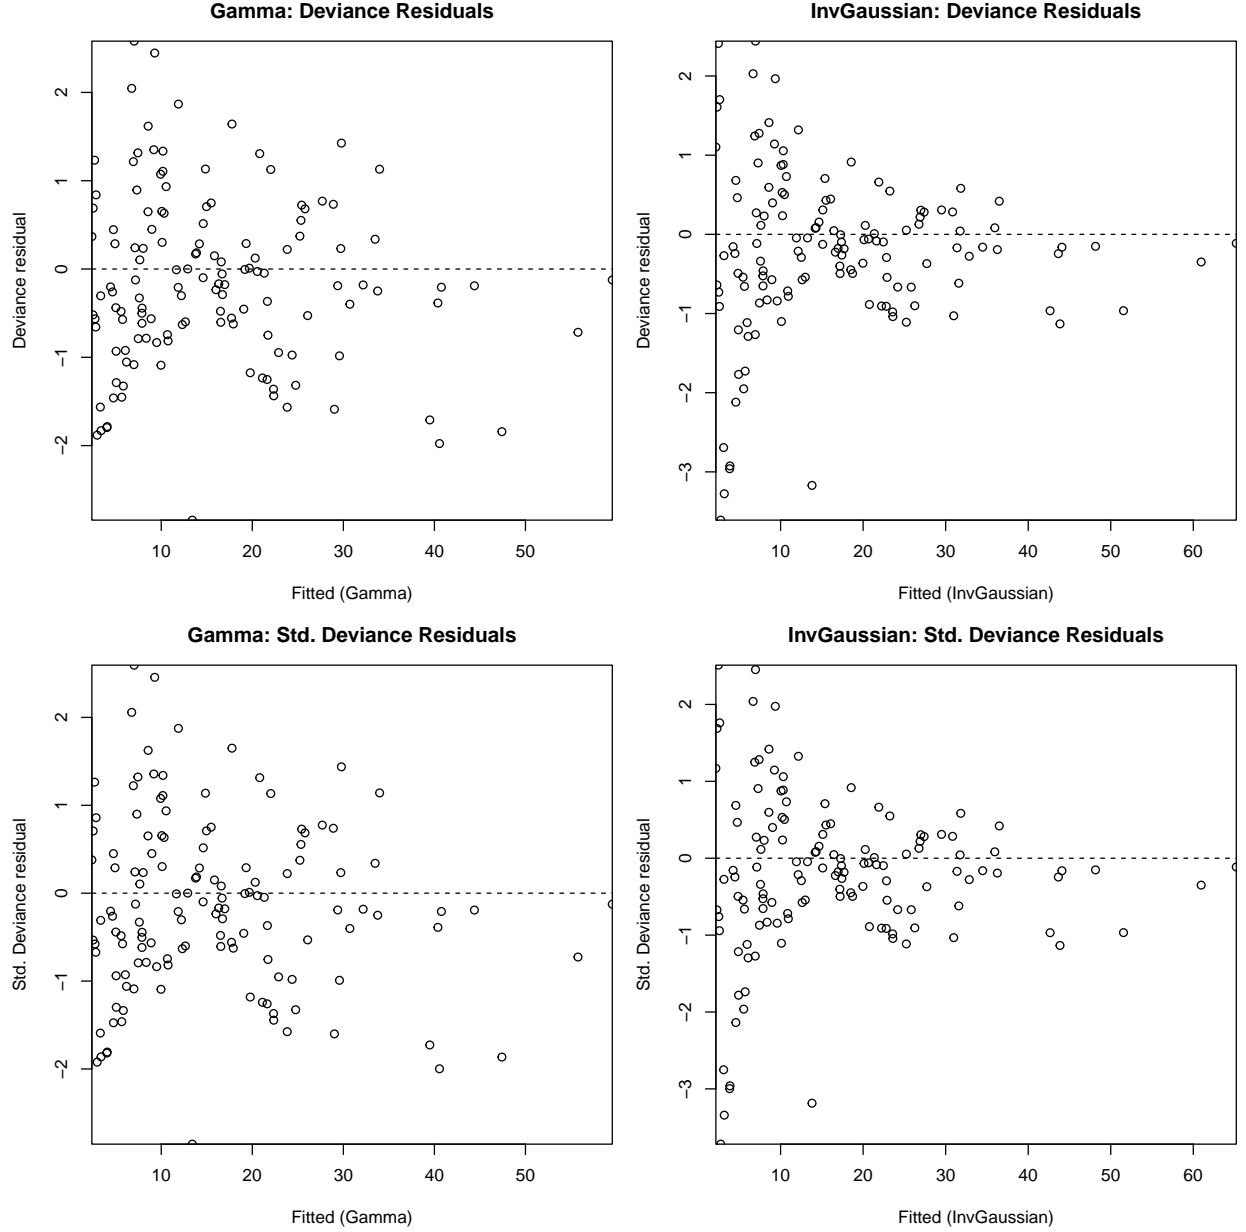 Gamma: Deviance Residuals
Deviance residual
2
1
0
−1
−2
10 20 30 40 50
Fitted (Gamma)
InvGaussian: Deviance Residuals
Deviance residual
2
1
0
−1
−2
−3
10 20 30 40 50 60
Fitted (InvGaussian)
Gamma: Std. Deviance Residuals
Std. Deviance residual
2
1
0
−1
−2
10 20 30 40 50
Fitted (Gamma)
InvGaussian: Std. Deviance Residuals
Std. Deviance residual
2
1
0
−1
−2
−3
10 20 30 40 50 60
Fitted (InvGaussian)